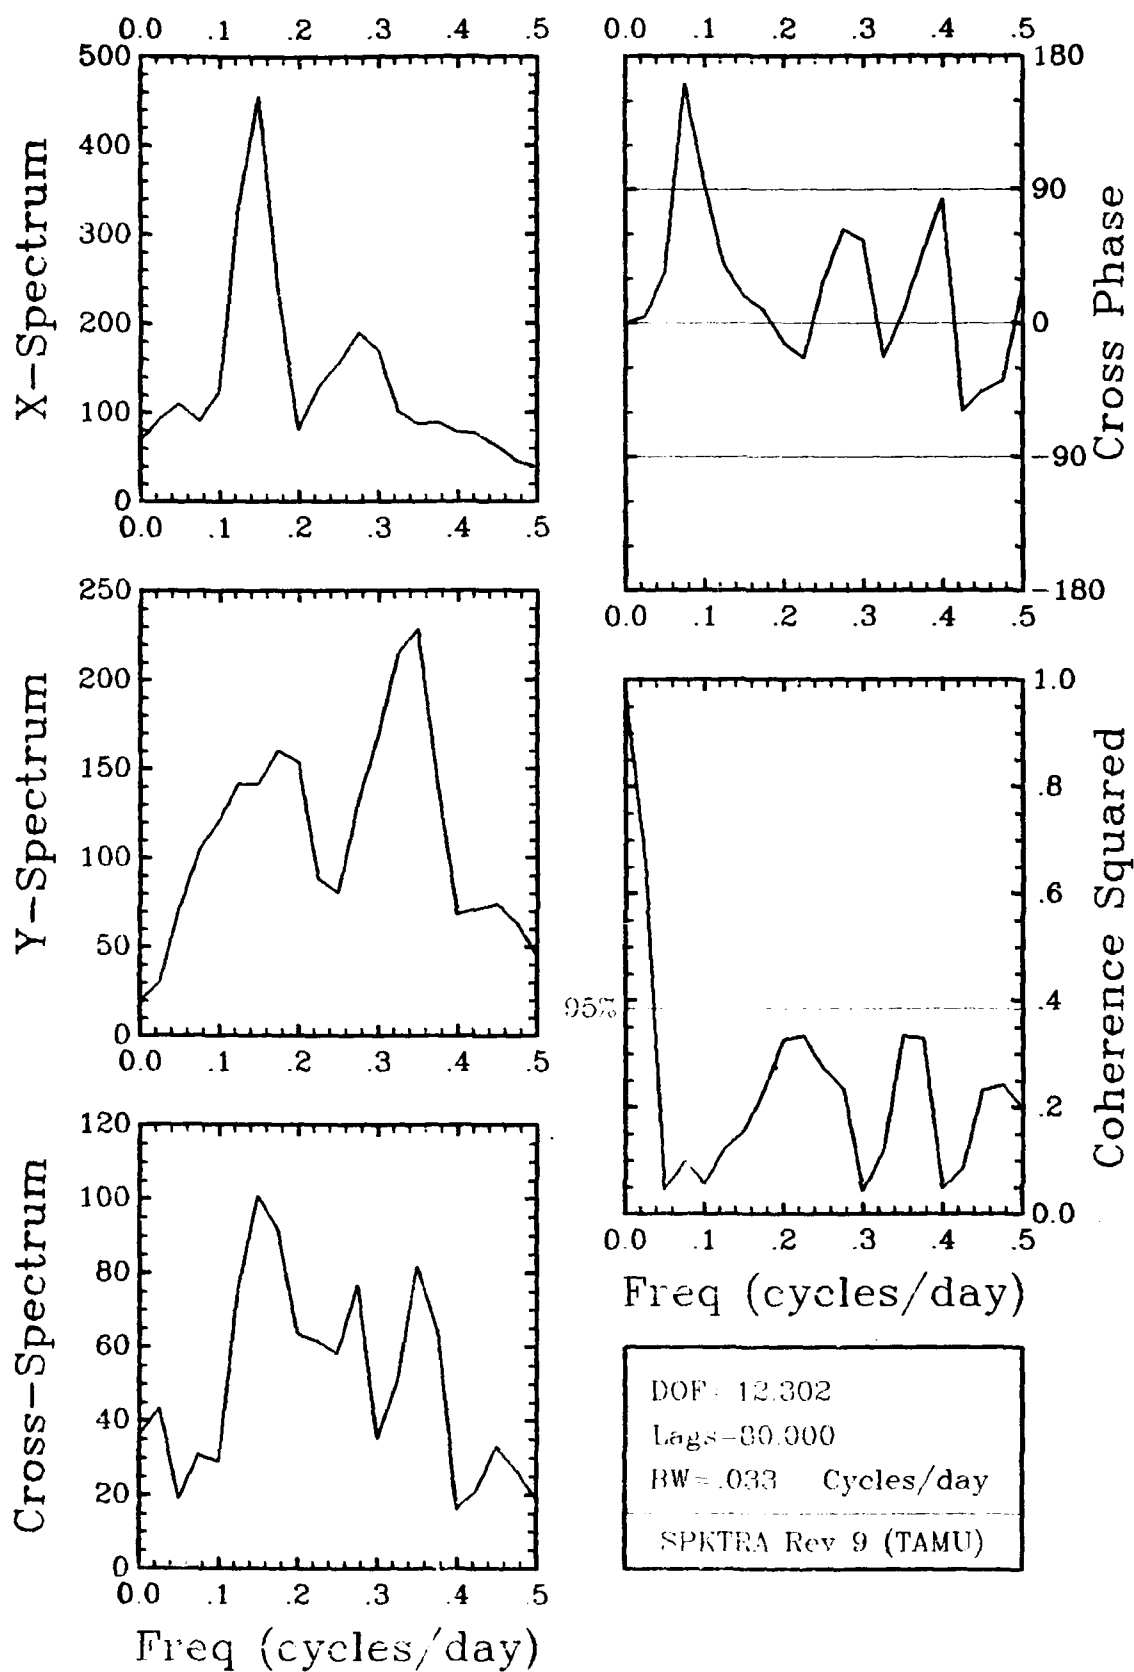 0.0 .1 .2 .3 .4 .5
500
400
300
200
100
0
X-Spectrum
0.0 .1 .2 .3 .4 .5
250
200
150
100
50
0
Y-Spectrum
0.0 .1 .2 .3 .4 .5
120
100
80
60
40
20
0
Cross-Spectrum
0.0 .1 .2 .3 .4 .5
Freq (cycles/day)
0.0 .1 .2 .3 .4 .5
180
90
0
-90
-180
Cross Phase
0.0 .1 .2 .3 .4 .5
1.0
.8
.6
.4
.2
0.0
95%
Coherence Squared
0.0 .1 .2 .3 .4 .5
Freq (cycles/day)
DOF= 12.302
Lags=
BW=.033 Cycles/day
SPKTRA Rev 9 (TAMU)